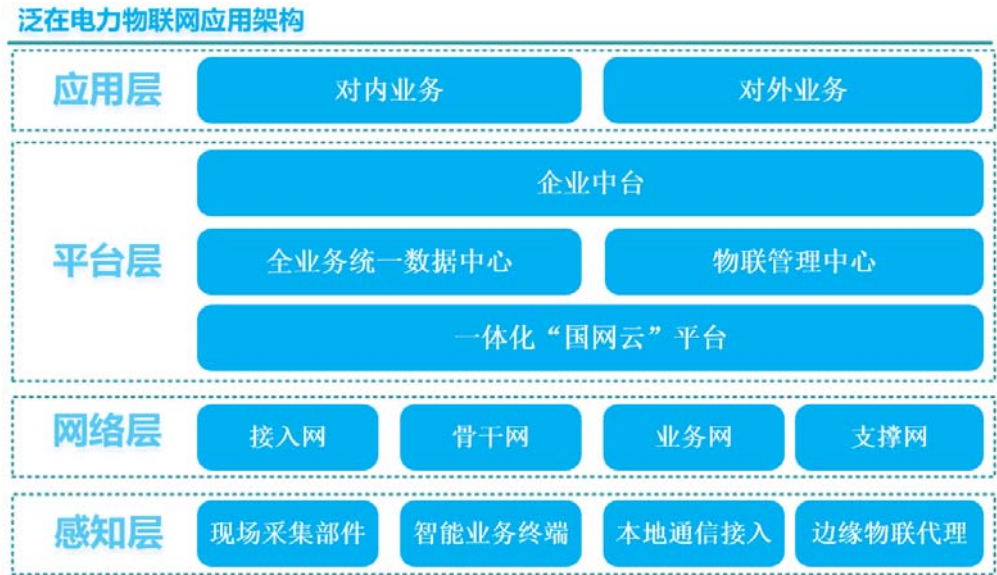 泛在电力物联网应用架构
应用层
对内业务
对外业务
平台层
企业中台
全业务统一数据中心
物联管理中心
一体化“国网云”平台
网络层
接入网
骨干网
业务网
支撑网
感知层
现场采集部件
智能业务终端
本地通信接入
边缘物联代理